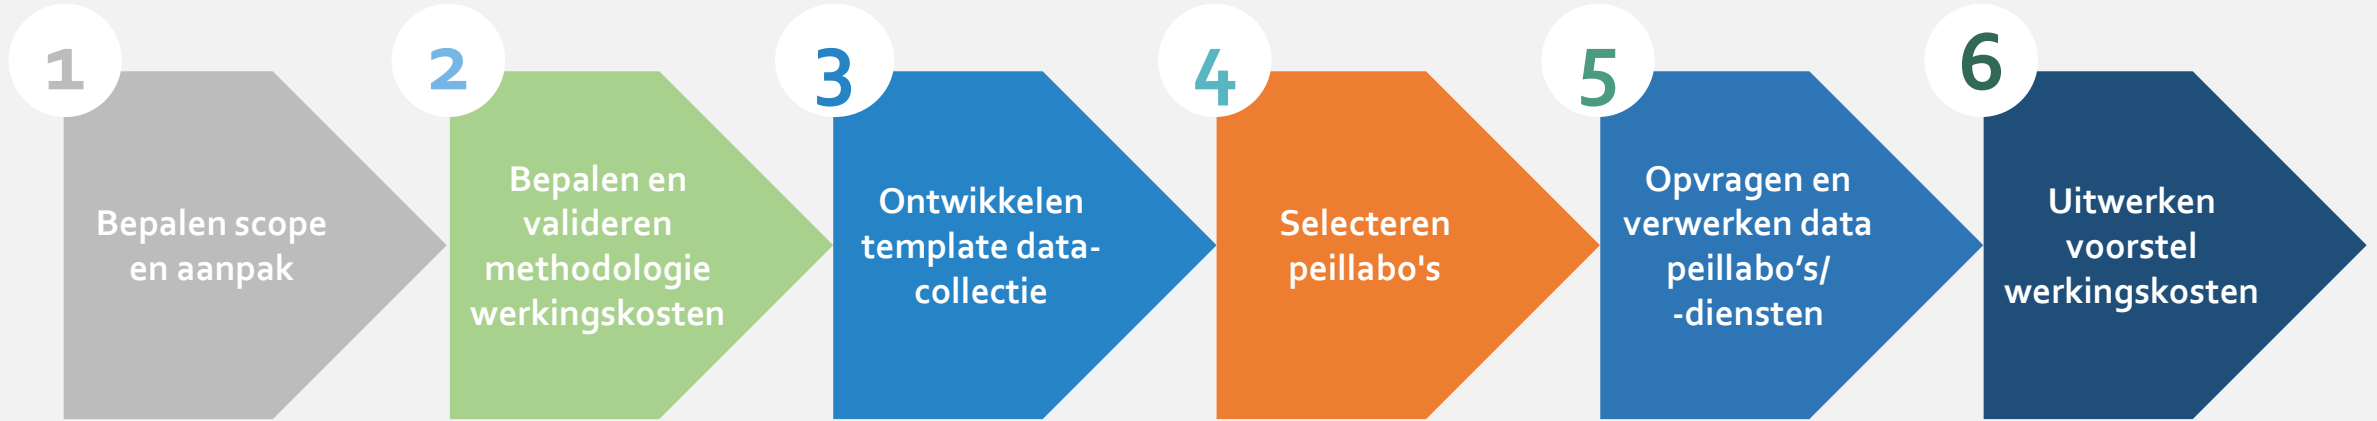 1
Bepalen scope
en aanpak
2
Bepalen en
valideren
methodologie
werkingskosten
3
Ontwikkelen
template data-
collectie
4
Selecteren
peillabo's
5
Opvragen en
verwerken data
peillabo’s/
-diensten
6
Uitwerken
voorstel
werkingskosten